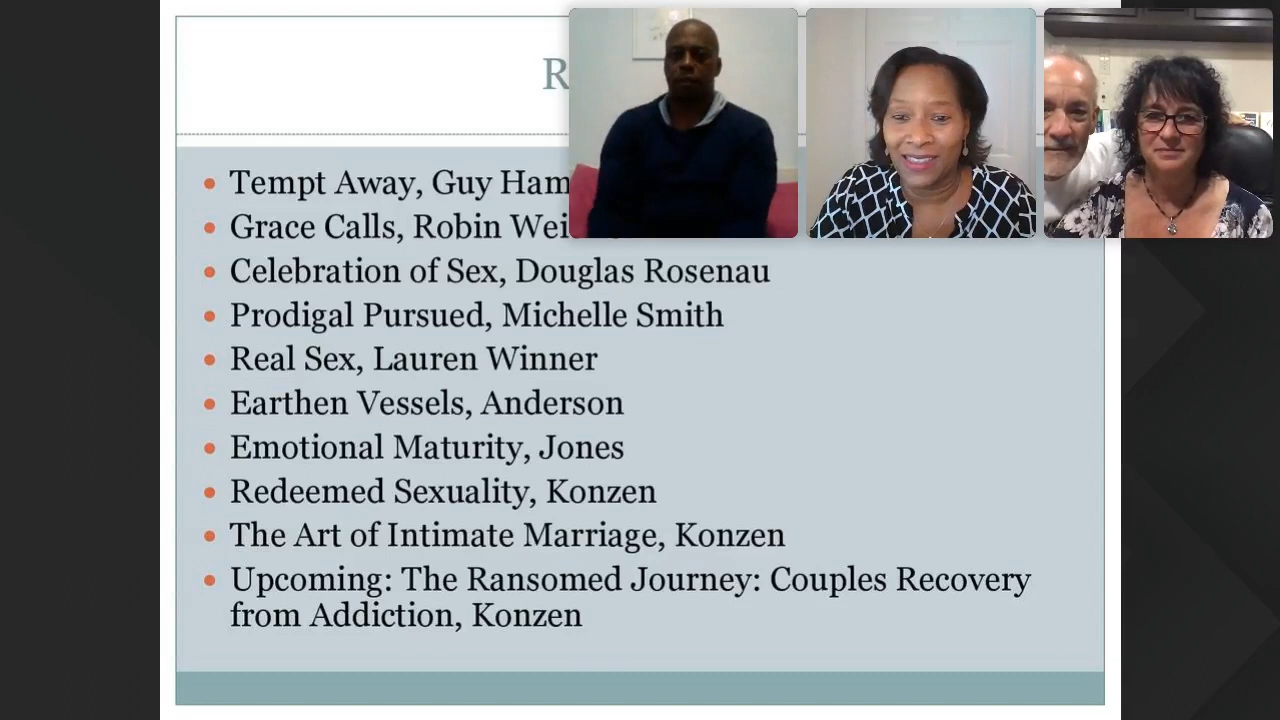 R
Tempt Away, Guy Ham
Grace Calls, Robin Wei
Celebration of Sex, Douglas Rosenau
Prodigal Pursued, Michelle Smith
Real Sex, Lauren Winner
Earthen Vessels, Anderson
Emotional Maturity, Jones
Redeemed Sexuality, Konzen
The Art of Intimate Marriage, Konzen
Upcoming: The Ransomed Journey: Couples Recovery
from Addiction, Konzen